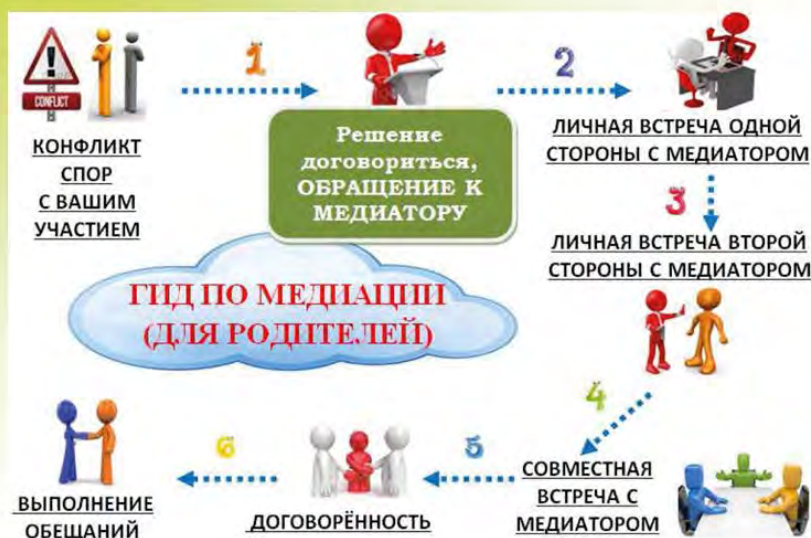 CONFLICT
КОНФЛИКТ
СПОР
С ВАШИМ
УЧАСТИЕМ
1
Решение
договориться,
ОБРАЩЕНИЕ К
МЕДИАТОРУ
2
ЛИЧНАЯ ВСТРЕЧА ОДНОЙ
СТОРОНЫ С МЕДИАТОРОМ
3
ЛИЧНАЯ ВСТРЕЧА ВТОРОЙ
СТОРОНЫ С МЕДИАТОРОМ
ГИД ПО МЕДИАЦИИ
(ДЛЯ РОДИТЕЛЕЙ)
4
СОВМЕСТНАЯ
ВСТРЕЧА С
МЕДИАТОРОМ
5
ДОГОВОРЁННОСТЬ
6
ВЫПОЛНЕНИЕ
ОБЕЩАНИЙ